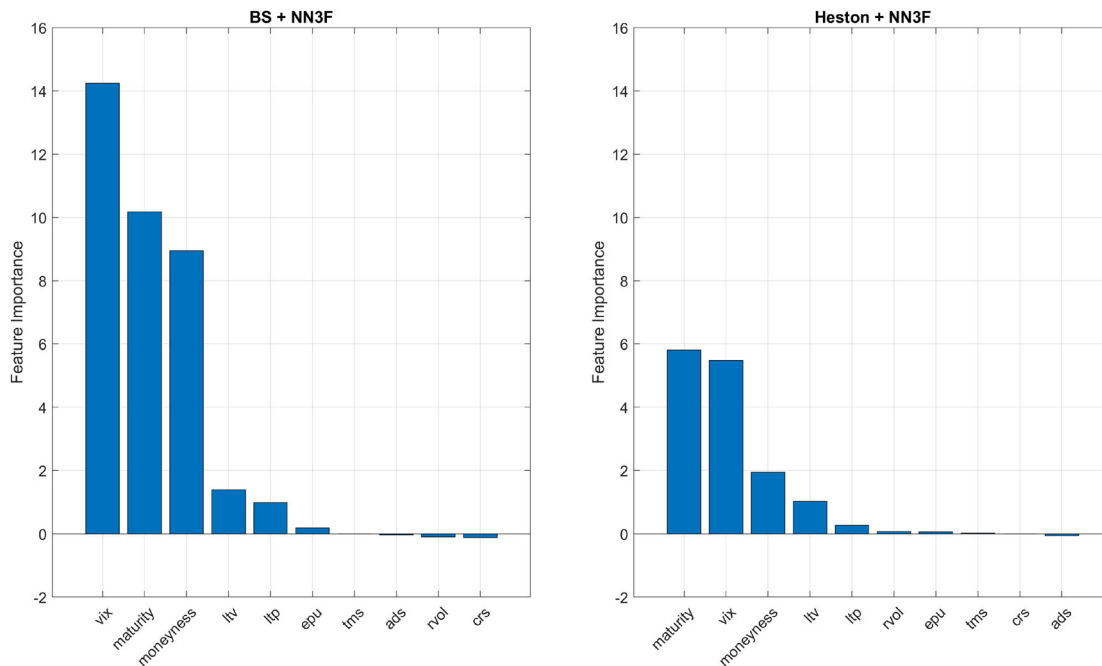 BS + NN3F
16
14
12
10
8
6
4
2
0
-2
Feature Importance
vix
maturity
moneyness
ltv
ltp
epu
tms
ads
rvol
crs
Heston + NN3F
16
14
12
10
8
6
4
2
0
-2
Feature Importance
maturity
vix
moneyness
ltv
ltp
rvol
epu
tms
crs
ads